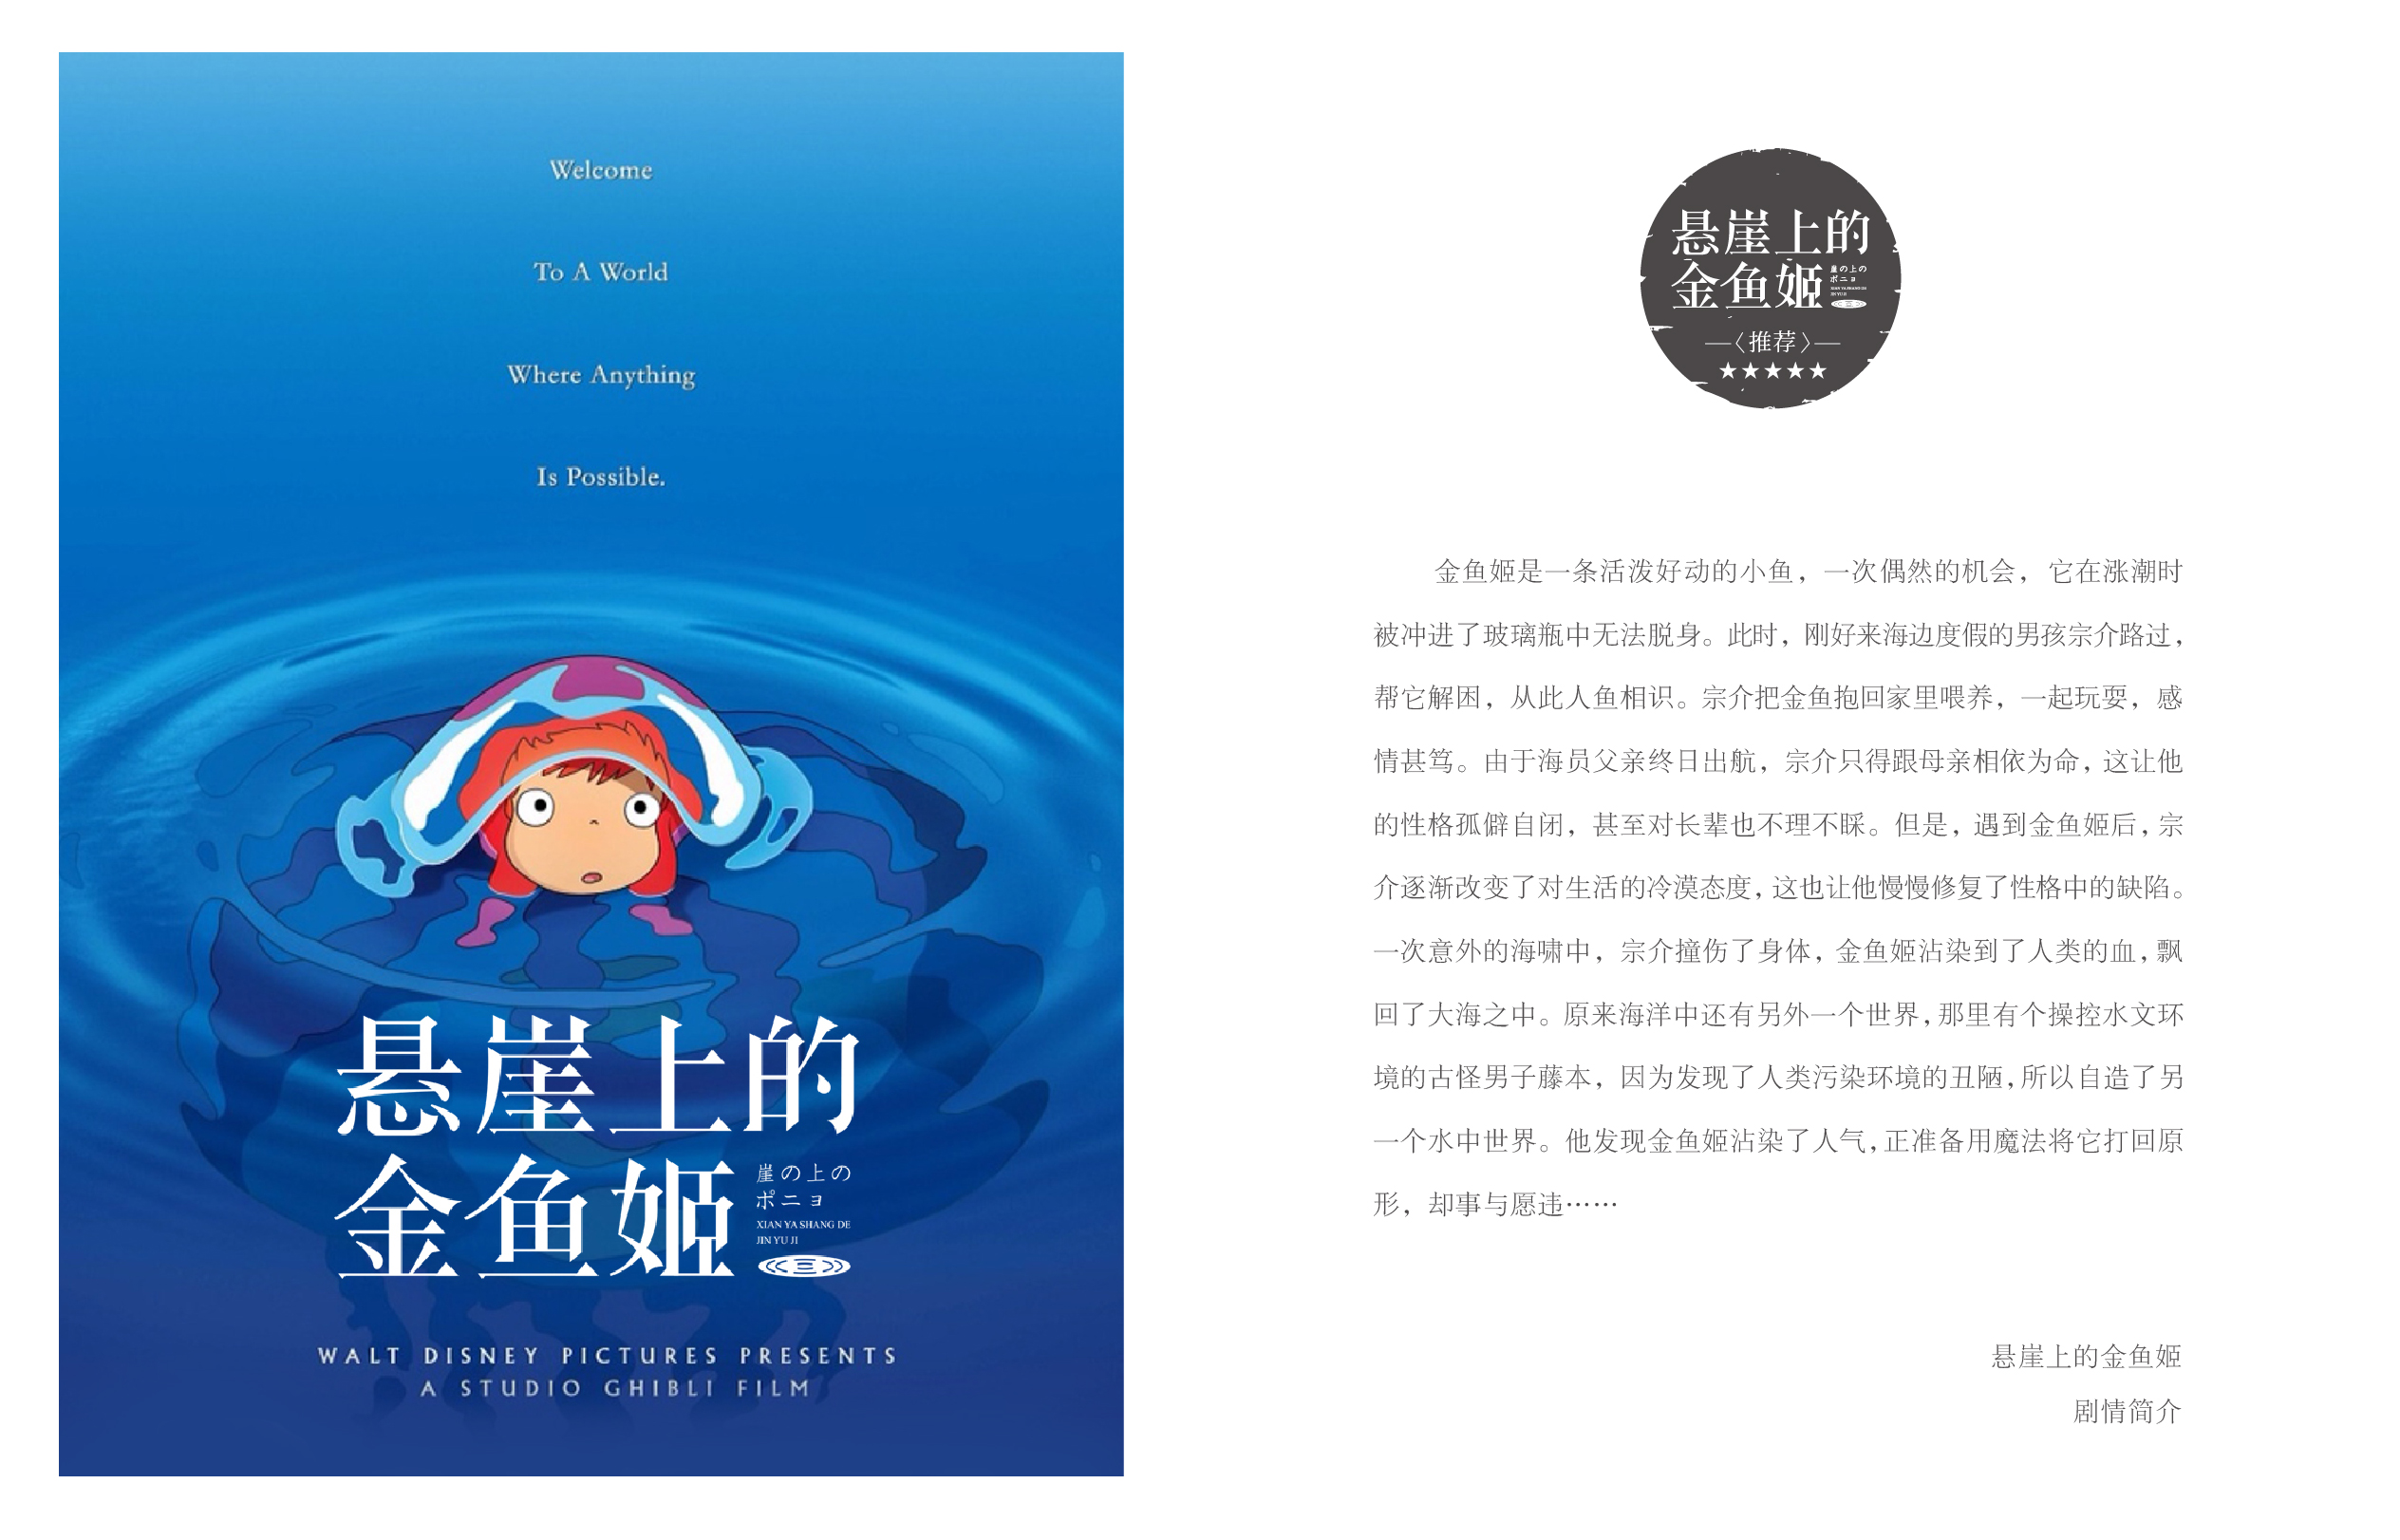 Welcome
To A World
Where Anything
Is Possible.
悬崖上的
金鱼姬
崖の上の
ポニョ
XIAN YA SHANG DE
JIN YU JI
WALT DISNEY PICTURES PRESENTS
A STUDIO GHIBLI FILM
悬崖上的
金鱼姬
崖の上の
ポニョ
XIAN YA SHANG DE
JIN YU JI
—〈推荐〉—
★★★★★
金鱼姬是一条活泼好动的小鱼，一次偶然的机会，它在涨潮时
被冲进了玻璃瓶中无法脱身。此时，刚好来海边度假的男孩宗介路过，
帮它解困，从此人鱼相识。宗介把金鱼抱回家里喂养，一起玩耍，感
情甚笃。由于海员父亲终日出航，宗介只得跟母亲相依为命，这让他
的性格孤僻自闭，甚至对长辈也不理不睬。但是，遇到金鱼姬后，宗
介逐渐改变了对生活的冷漠态度，这也让他慢慢修复了性格中的缺陷。
一次意外的海啸中，宗介撞伤了身体，金鱼姬沾染到了人类的血，飘
回了大海之中。原来海洋中还有另外一个世界，那里有个操控水文环
境的古怪男子藤本，因为发现了人类污染环境的丑陋，所以自造了另
一个水中世界。他发现金鱼姬沾染了人气，正准备用魔法将它打回原
形，却事与愿违……
悬崖上的金鱼姬
剧情简介